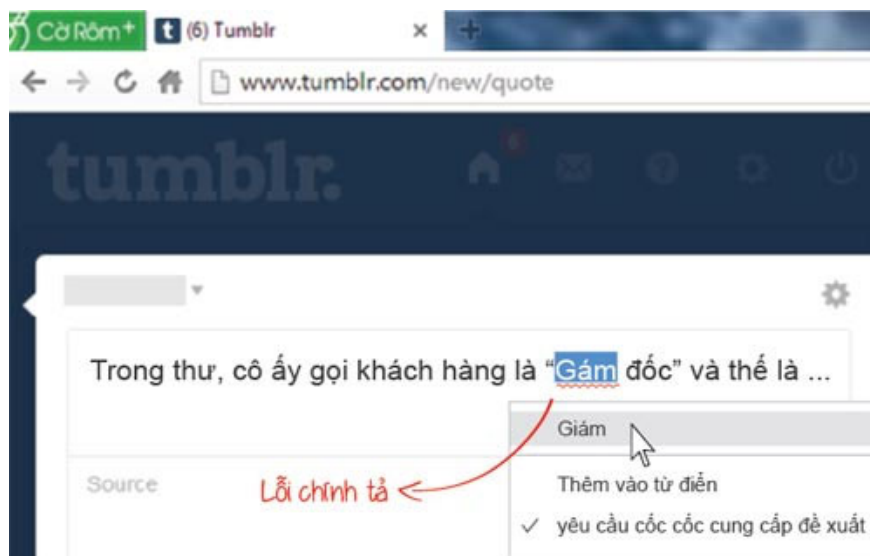 Cờ Rôm+
(6) Tumblr
www.tumblr.com/new/quote
tumblr.
Trong thư, cô ấy gọi khách hàng là “Gám đốc” và thế là ...
Giám
Source
Lỗi chính tả
Thêm vào từ điển
yêu cầu cốc cốc cung cấp đề xuất